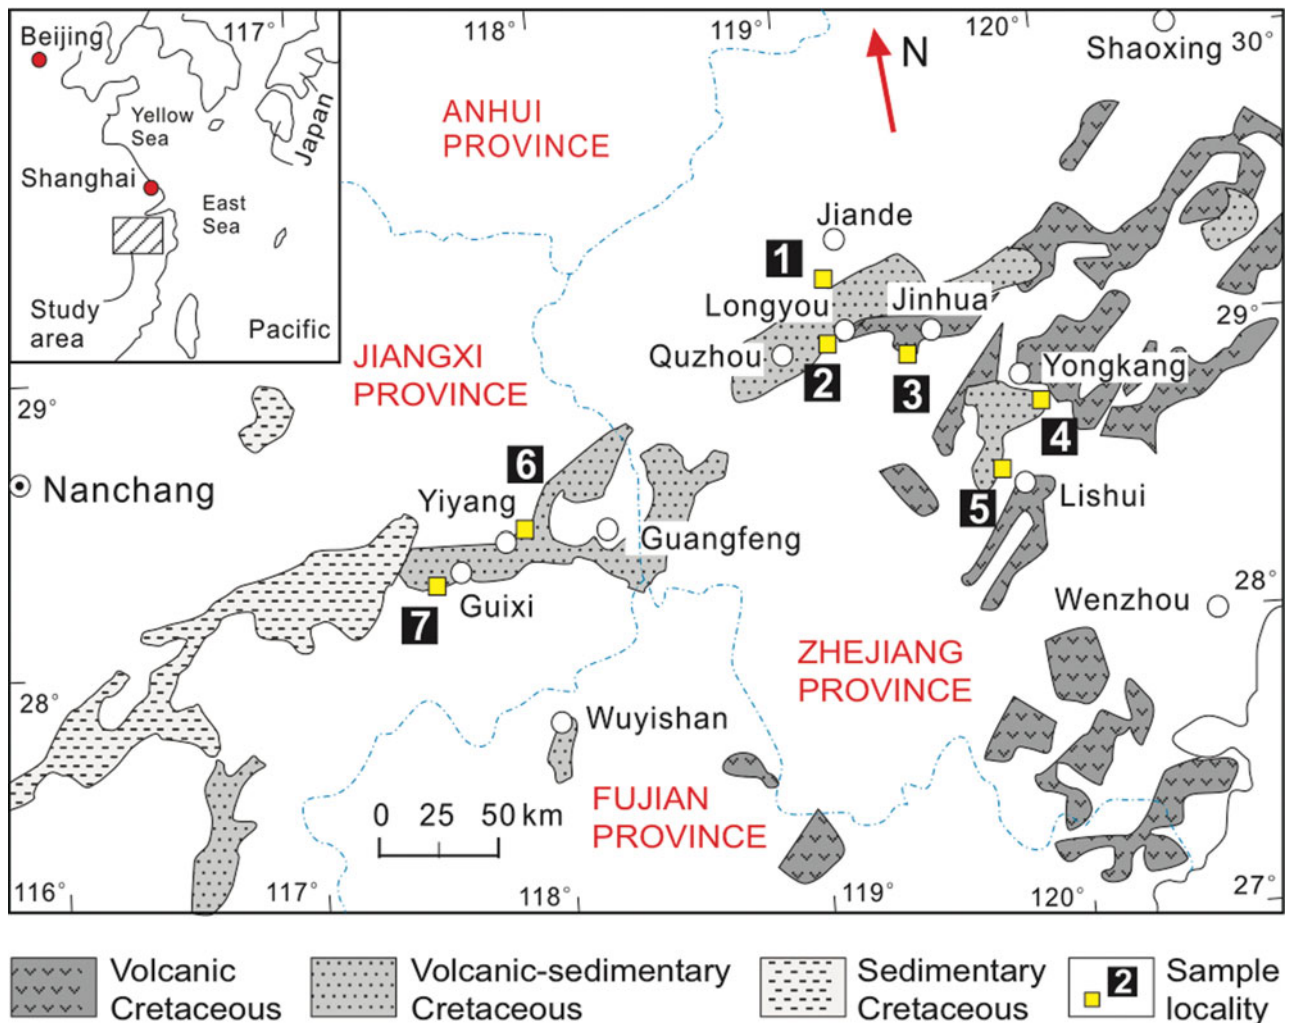 Beijing
117°
Yellow
Sea
Japan
Shanghai
East
Sea
Study
area
Pacific
118°
119°
120°
30°
Shaoxing
N
ANHUI
PROVINCE
Jiande
1
Longyou
Jinhua
29°
JIANGXI
PROVINCE
Quzhou
2
3
Yongkang
29°
4
6
Nanchang
Yiyang
5
Lishui
Guangfeng
28°
Guixi
Wenzhou
7
ZHEJIANG
PROVINCE
28°
Wuyishan
FUJIAN
PROVINCE
0 25 50 km
116°
117°
118°
119°
120°
27°
Volcanic
Cretaceous
Volcanic-sedimentary
Cretaceous
Sedimentary
Cretaceous
2
Sample
locality